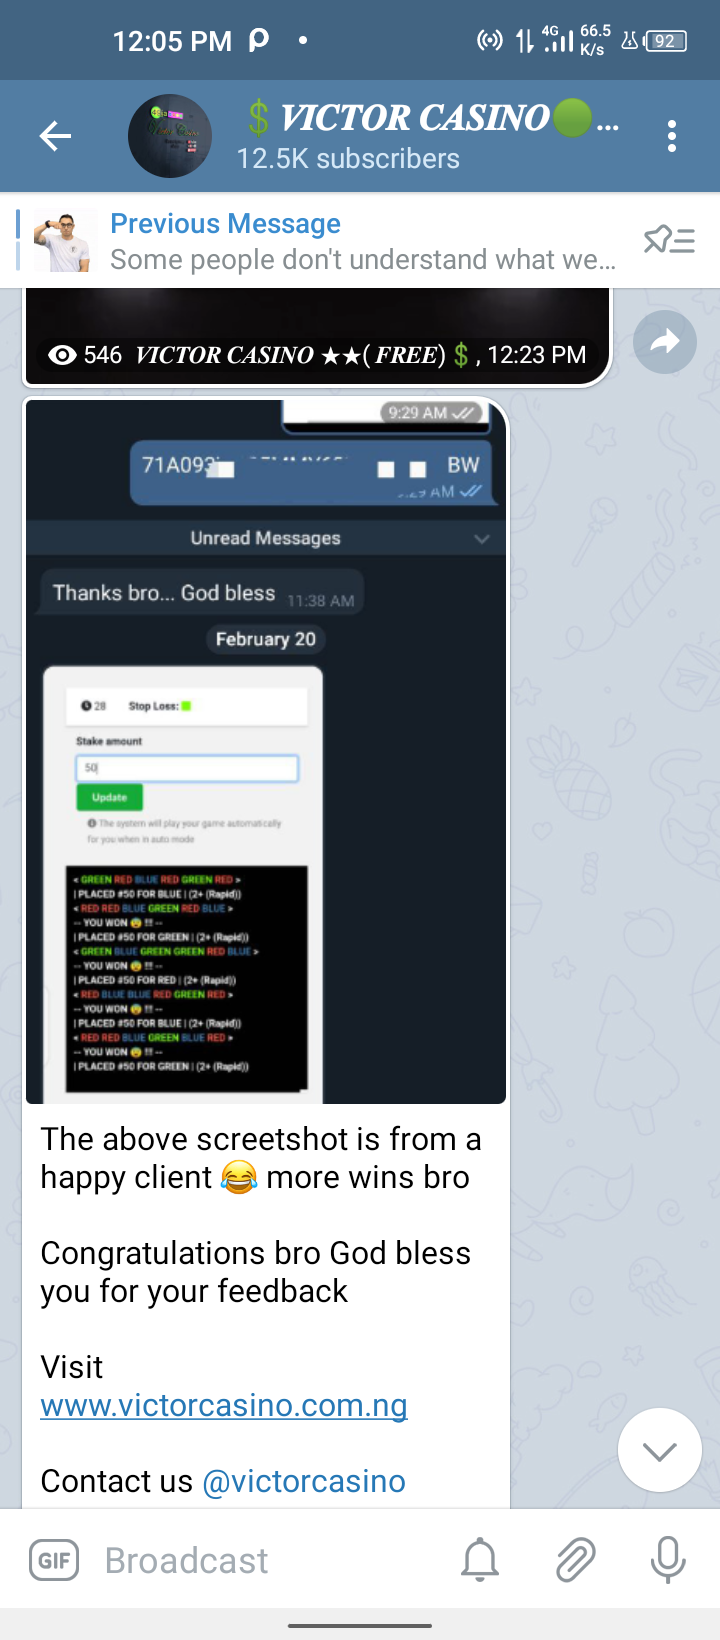 12:05 PM
4G 66.5 K/s 92
$ VICTOR CASINO...
12.5K subscribers
Previous Message
Some people don't understand what we...
546 VICTOR CASINO ★★( FREE) $ , 12:23 PM
9:29 AM
71A093 BW
AM
Unread Messages
Thanks bro... God bless 11:38 AM
February 20
28 Stop Loss:
Stake amount
50
Update
The system will play your game automatically
for you when in auto mode
< GREEN RED BLUE RED GREEN RED >
| PLACED #50 FOR BLUE | (2+ (Rapid))
< RED RED BLUE GREEN RED BLUE >
-- YOU WON 😨 !!! --
| PLACED #50 FOR GREEN | (2+ (Rapid))
< GREEN BLUE GREEN GREEN RED BLUE >
-- YOU WON 😨 !!! --
| PLACED #50 FOR RED | (2+ (Rapid))
< RED BLUE BLUE RED GREEN RED >
-- YOU WON 😨 !!! --
| PLACED #50 FOR BLUE | (2+ (Rapid))
< RED RED BLUE GREEN BLUE RED >
-- YOU WON 😨 !!! --
| PLACED #50 FOR GREEN | (2+ (Rapid))
The above screetshot is from a
happy client 😂 more wins bro
Congratulations bro God bless
you for your feedback
Visit
www.victorcasino.com.ng
Contact us @victorcasino
GIF Broadcast